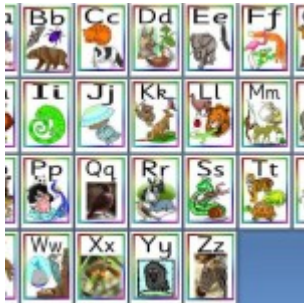 Bb Cc Dd Ee Ff
Ii Jj Kk Ll Mm
Pp Qq Rr Ss Tt
Ww Xx Yy Zz